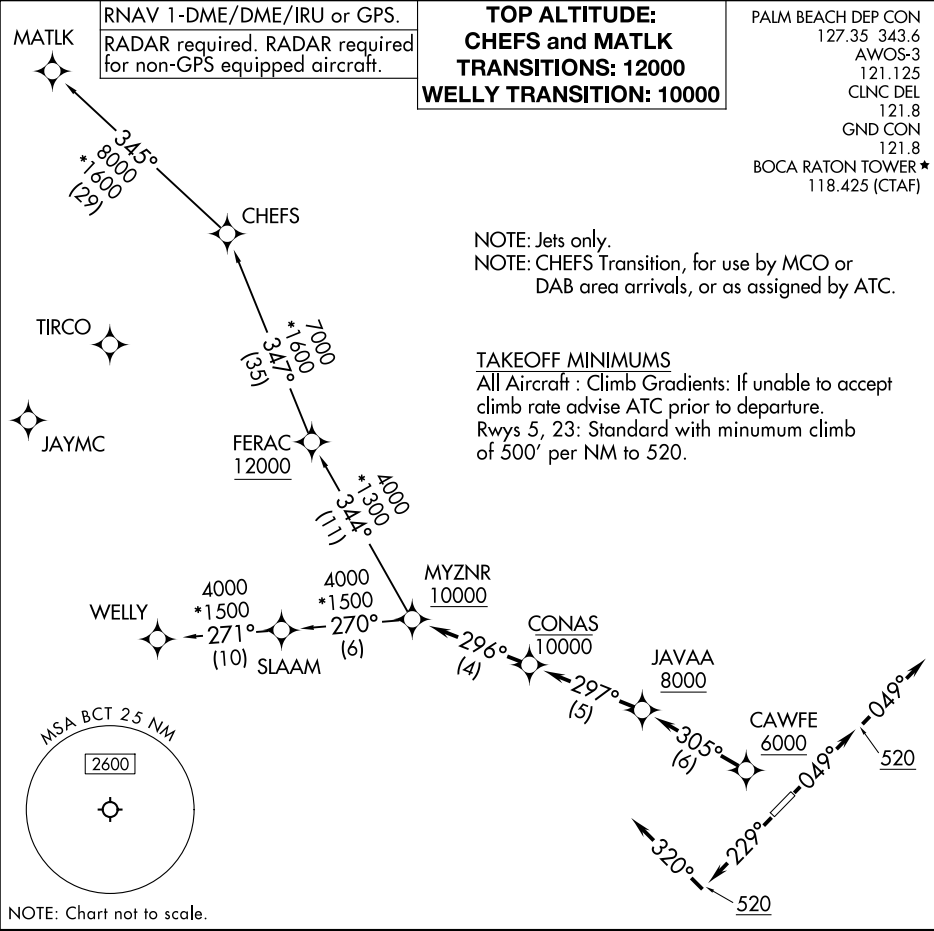 RNAV 1-DME/DME/IRU or GPS.
RADAR required. RADAR required
for non-GPS equipped aircraft.
TOP ALTITUDE:
CHEFS and MATLK
TRANSITIONS: 12000
WELLY TRANSITION: 10000
PALM BEACH DEP CON
127.35 343.6
AWOS-3
121.125
CLNC DEL
121.8
GND CON
121.8
BOCA RATON TOWER ★
118.425 (CTAF)
MATLK
345°
8000
*1600
(29)
CHEFS
NOTE: Jets only.
NOTE: CHEFS Transition, for use by MCO or
DAB area arrivals, or as assigned by ATC.
TIRCO
7000
*1600
347°
(35)
JAYMC
TAKEOFF MINIMUMS
All Aircraft : Climb Gradients: If unable to accept
climb rate advise ATC prior to departure.
Rwys 5, 23: Standard with minumum climb
of 500' per NM to 520.
FERAC
12000
4000
*1300
344°
(11)
MYZNR
10000
WELLY
4000
*1500
271°
(10)
SLAAM
4000
*1500
270°
(6)
296°
(4)
CONAS
10000
297°
(5)
JAVAA
8000
305°
(6)
CAWFE
6000
049°
520
049°
229°
320°
520
MSA BCT 25 NM
2600
NOTE: Chart not to scale.